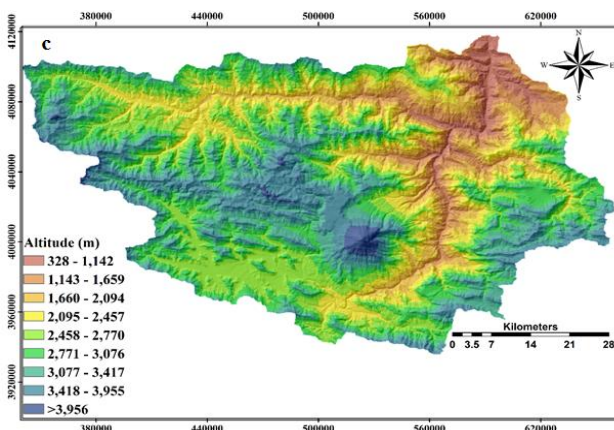 380000 440000 500000 560000 620000
c
N
W E
S
4120000
4080000
4040000
4000000
3960000
3920000
Altitude (m)
328 - 1,142
1,143 - 1,659
1,660 - 2,094
2,095 - 2,457
2,458 - 2,770
2,771 - 3,076
3,077 - 3,417
3,418 - 3,955
>3,956
Kilometers
0 3.5 7 14 21 28
380000 440000 500000 560000 620000